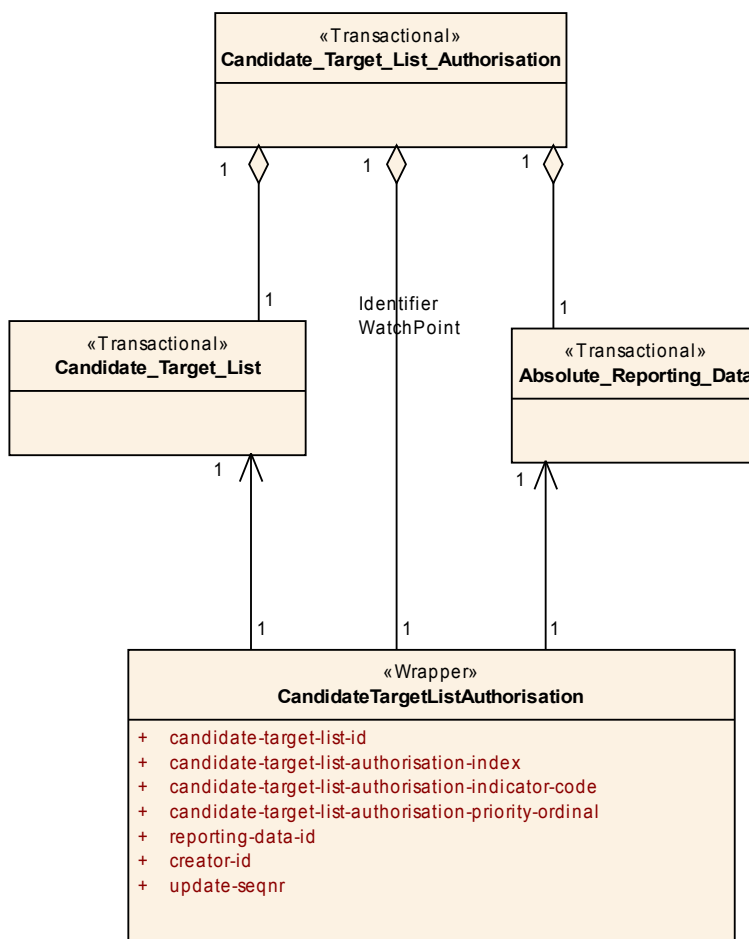 «Transactional»
Candidate_Target_List_Authorisation
1
1
1
1
Identifier
WatchPoint
1
«Transactional»
Candidate_Target_List
«Transactional»
Absolute_Reporting_Data
1
1
1
1
1
«Wrapper»
CandidateTargetListAuthorisation
+ candidate-target-list-id
+ candidate-target-list-authorisation-index
+ candidate-target-list-authorisation-indicator-code
+ candidate-target-list-authorisation-priority-ordinal
+ reporting-data-id
+ creator-id
+ update-seqnr